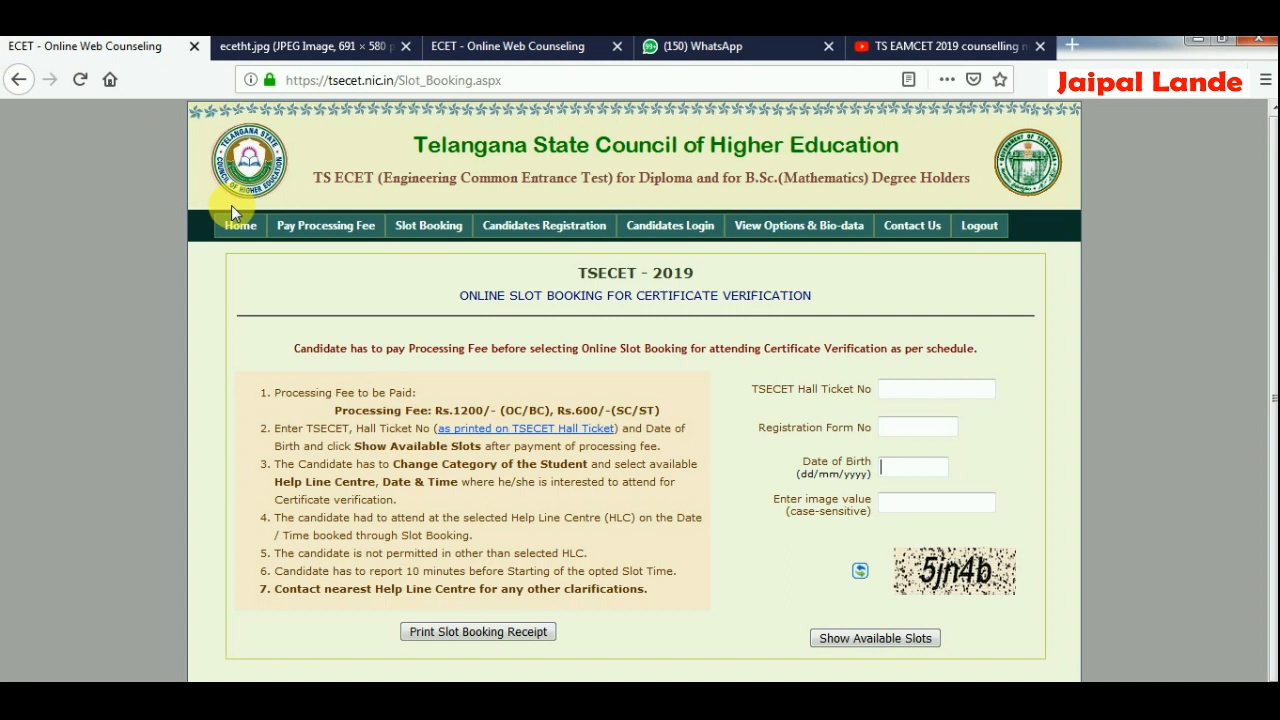 ECET - Online Web Counseling
ecetht.jpg (JPEG Image, 691 × 580 p
ECET - Online Web Counseling
99+ (150) WhatsApp
TS EAMCET 2019 counselling n
https://tsecet.nic.in/Slot_Booking.aspx
Jaipal Lande
TELANGANA STATE COUNCIL OF HIGHER EDUCATION
Telangana State Council of Higher Education
TS ECET (Engineering Common Entrance Test) for Diploma and for B.Sc.(Mathematics) Degree Holders
Home Pay Processing Fee Slot Booking Candidates Registration Candidates Login View Options & Bio-data Contact Us Logout
TSECET - 2019
ONLINE SLOT BOOKING FOR CERTIFICATE VERIFICATION
Candidate has to pay Processing Fee before selecting Online Slot Booking for attending Certificate Verification as per schedule.
1. Processing Fee to be Paid:
Processing Fee: Rs.1200/- (OC/BC), Rs.600/-(SC/ST)
2. Enter TSECET, Hall Ticket No (as printed on TSECET Hall Ticket) and Date of
Birth and click Show Available Slots after payment of processing fee.
3. The Candidate has to Change Category of the Student and select available
Help Line Centre, Date & Time where he/she is interested to attend for
Certificate verification.
4. The candidate had to attend at the selected Help Line Centre (HLC) on the Date
/ Time booked through Slot Booking.
5. The candidate is not permitted in other than selected HLC.
6. Candidate has to report 10 minutes before Starting of the opted Slot Time.
7. Contact nearest Help Line Centre for any other clarifications.
Print Slot Booking Receipt
TSECET Hall Ticket No
Registration Form No
Date of Birth
(dd/mm/yyyy)
Enter image value
(case-sensitive)
5jn4b
Show Available Slots